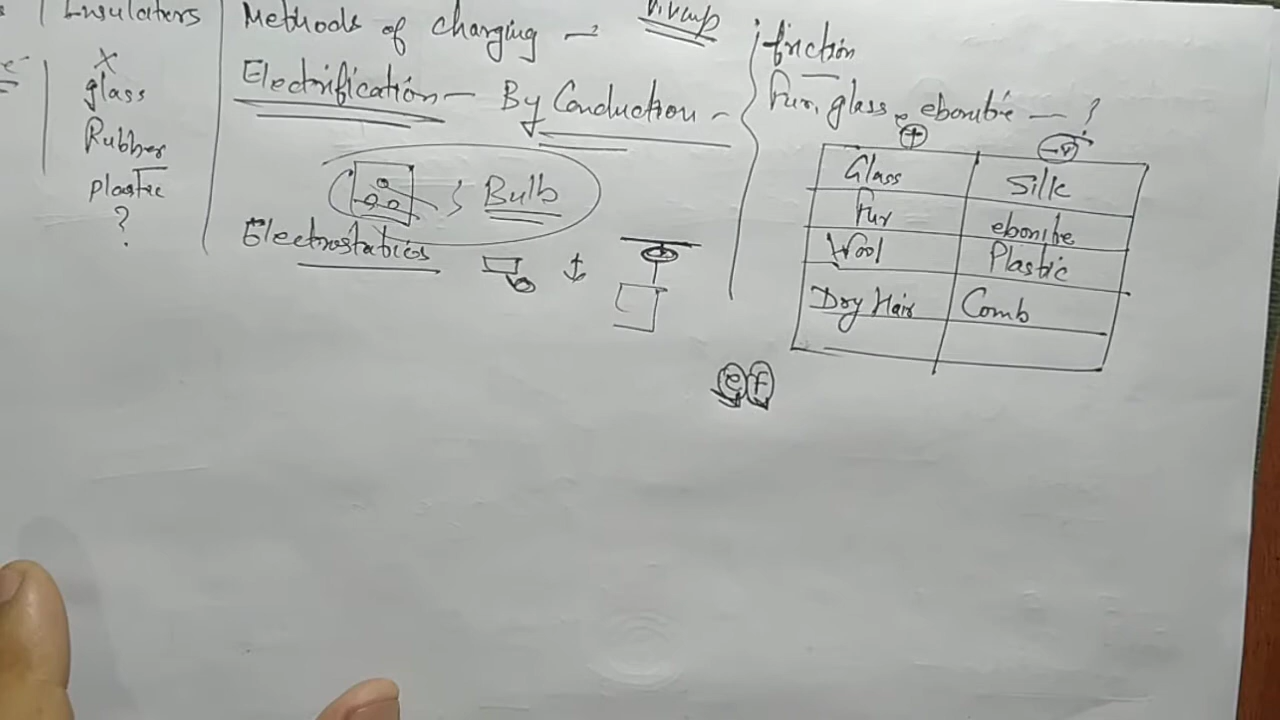 Insulators
e-
x
glass
Rubber
plastic
?
Methods of charging -
Electrification - By Conduction -
Bulb
Electrostatics
friction
Fur, glass, ebonite - ?
+ -ve
Glass Silk
Fur ebonite
Wool Plastic
Dry Hair Comb
e f